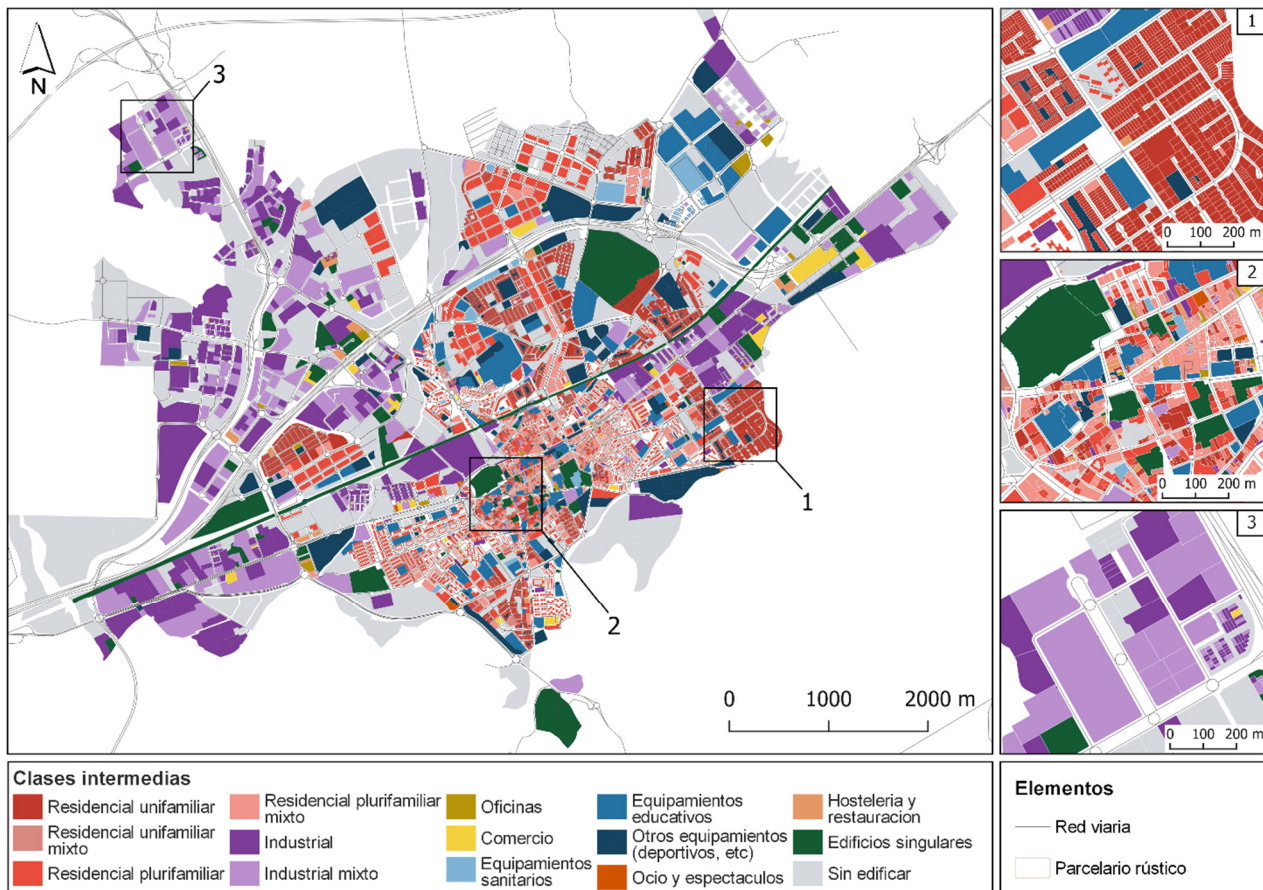 N
3
1
2
0 1000 2000 m
1
0 100 200 m
2
0 100 200 m
3
0 100 200 m
Clases intermedias
Residencial unifamiliar
Residencial unifamiliar
mixto
Residencial plurifamiliar
Residencial plurifamiliar
mixto
Industrial
Industrial mixto
Oficinas
Comercio
Equipamientos
sanitarios
Equipamientos
educativos
Otros equipamientos
(deportivos, etc)
Ocio y espectaculos
Hosteleria y
restauracion
Edificios singulares
Sin edificar
Elementos
Red viaria
Parcelario rústico